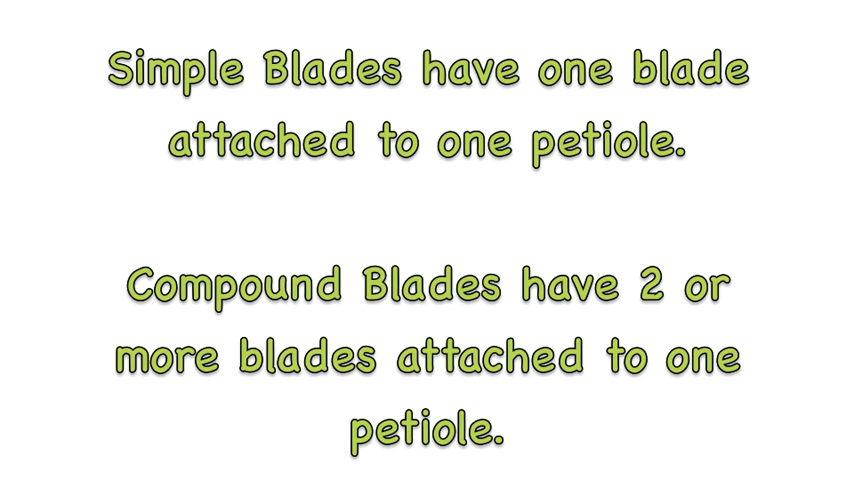 Simple Blades have one blade
attached to one petiole.
Compound Blades have 2 or
more blades attached to one
petiole.